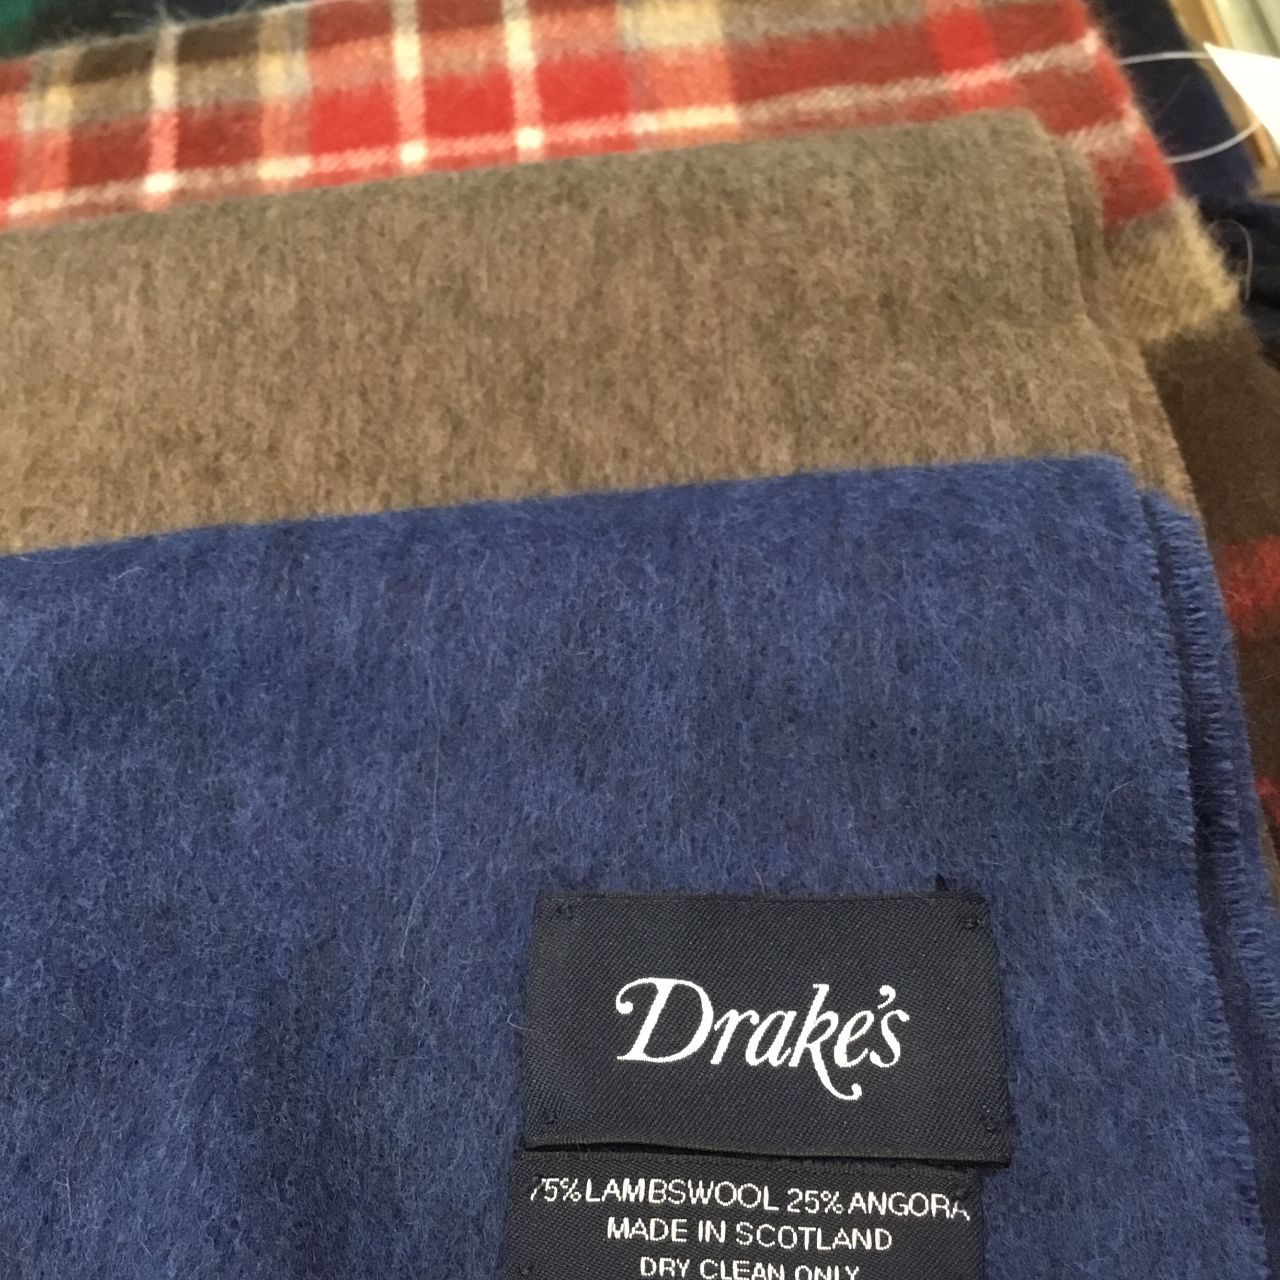 Drake's
75% LAMBSWOOL 25% ANGORA
MADE IN SCOTLAND
DRY CLEAN ONLY